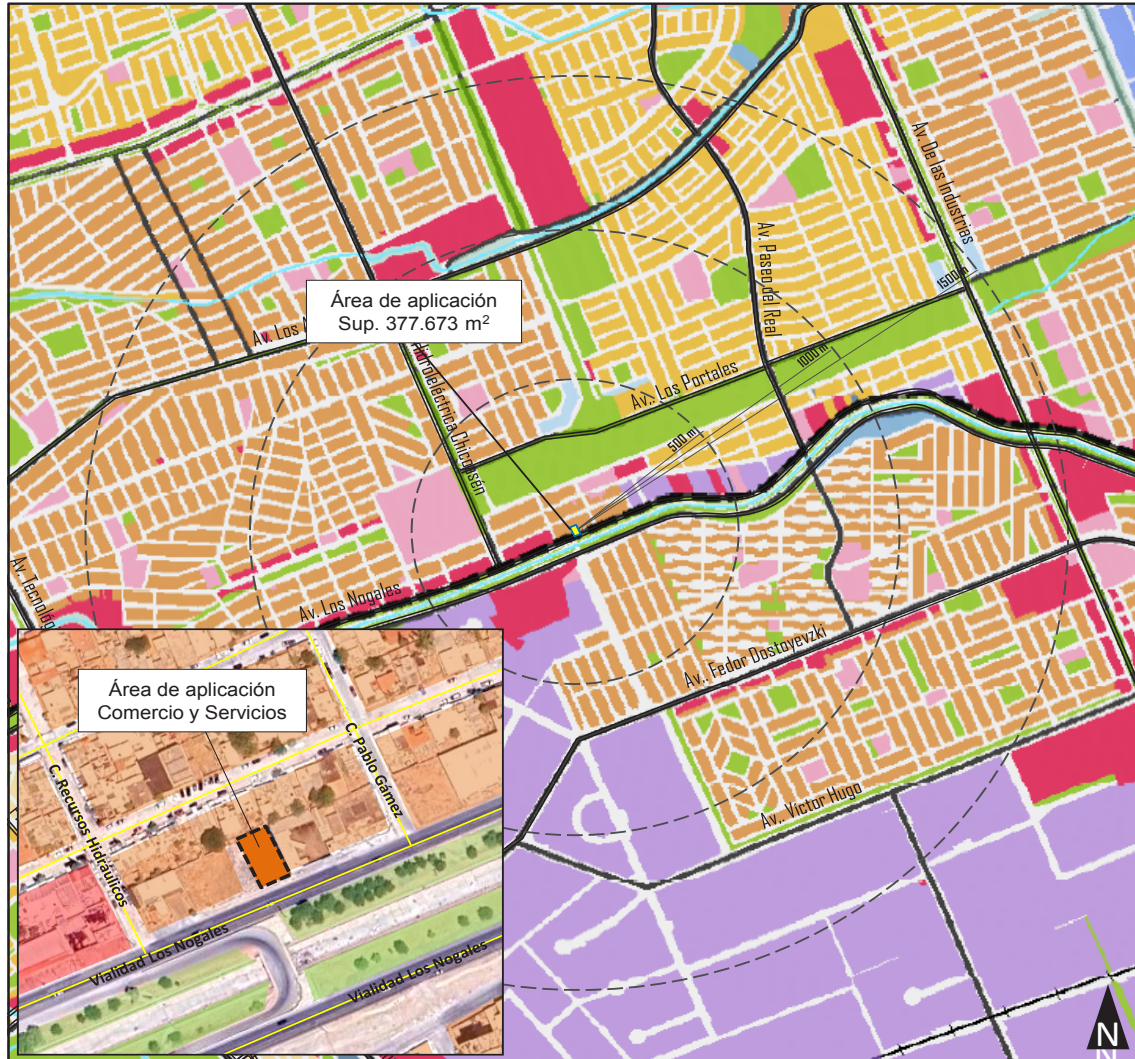 Av. De las Industrias
Av. Paseo del Real
1500 m
Área de aplicación
Sup. 377.673 m²
Av. Los
1000 m
Hidroeléctrica Chicoasén
Av.. Los Portales
500 m
Av. Los Nogales
Av.. Fedor Dostoyevzki
Av.. Víctor Hugo
Área de aplicación
Comercio y Servicios
C. Pablo Gámez
C. Recursos Hidráulicos
Vialidad Los Nogales
Vialidad Los Nogales
N